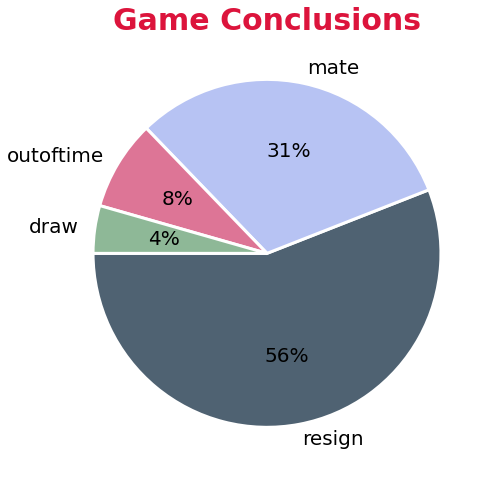 Game Conclusions
mate
31%
outoftime
8%
draw
4%
56%
resign